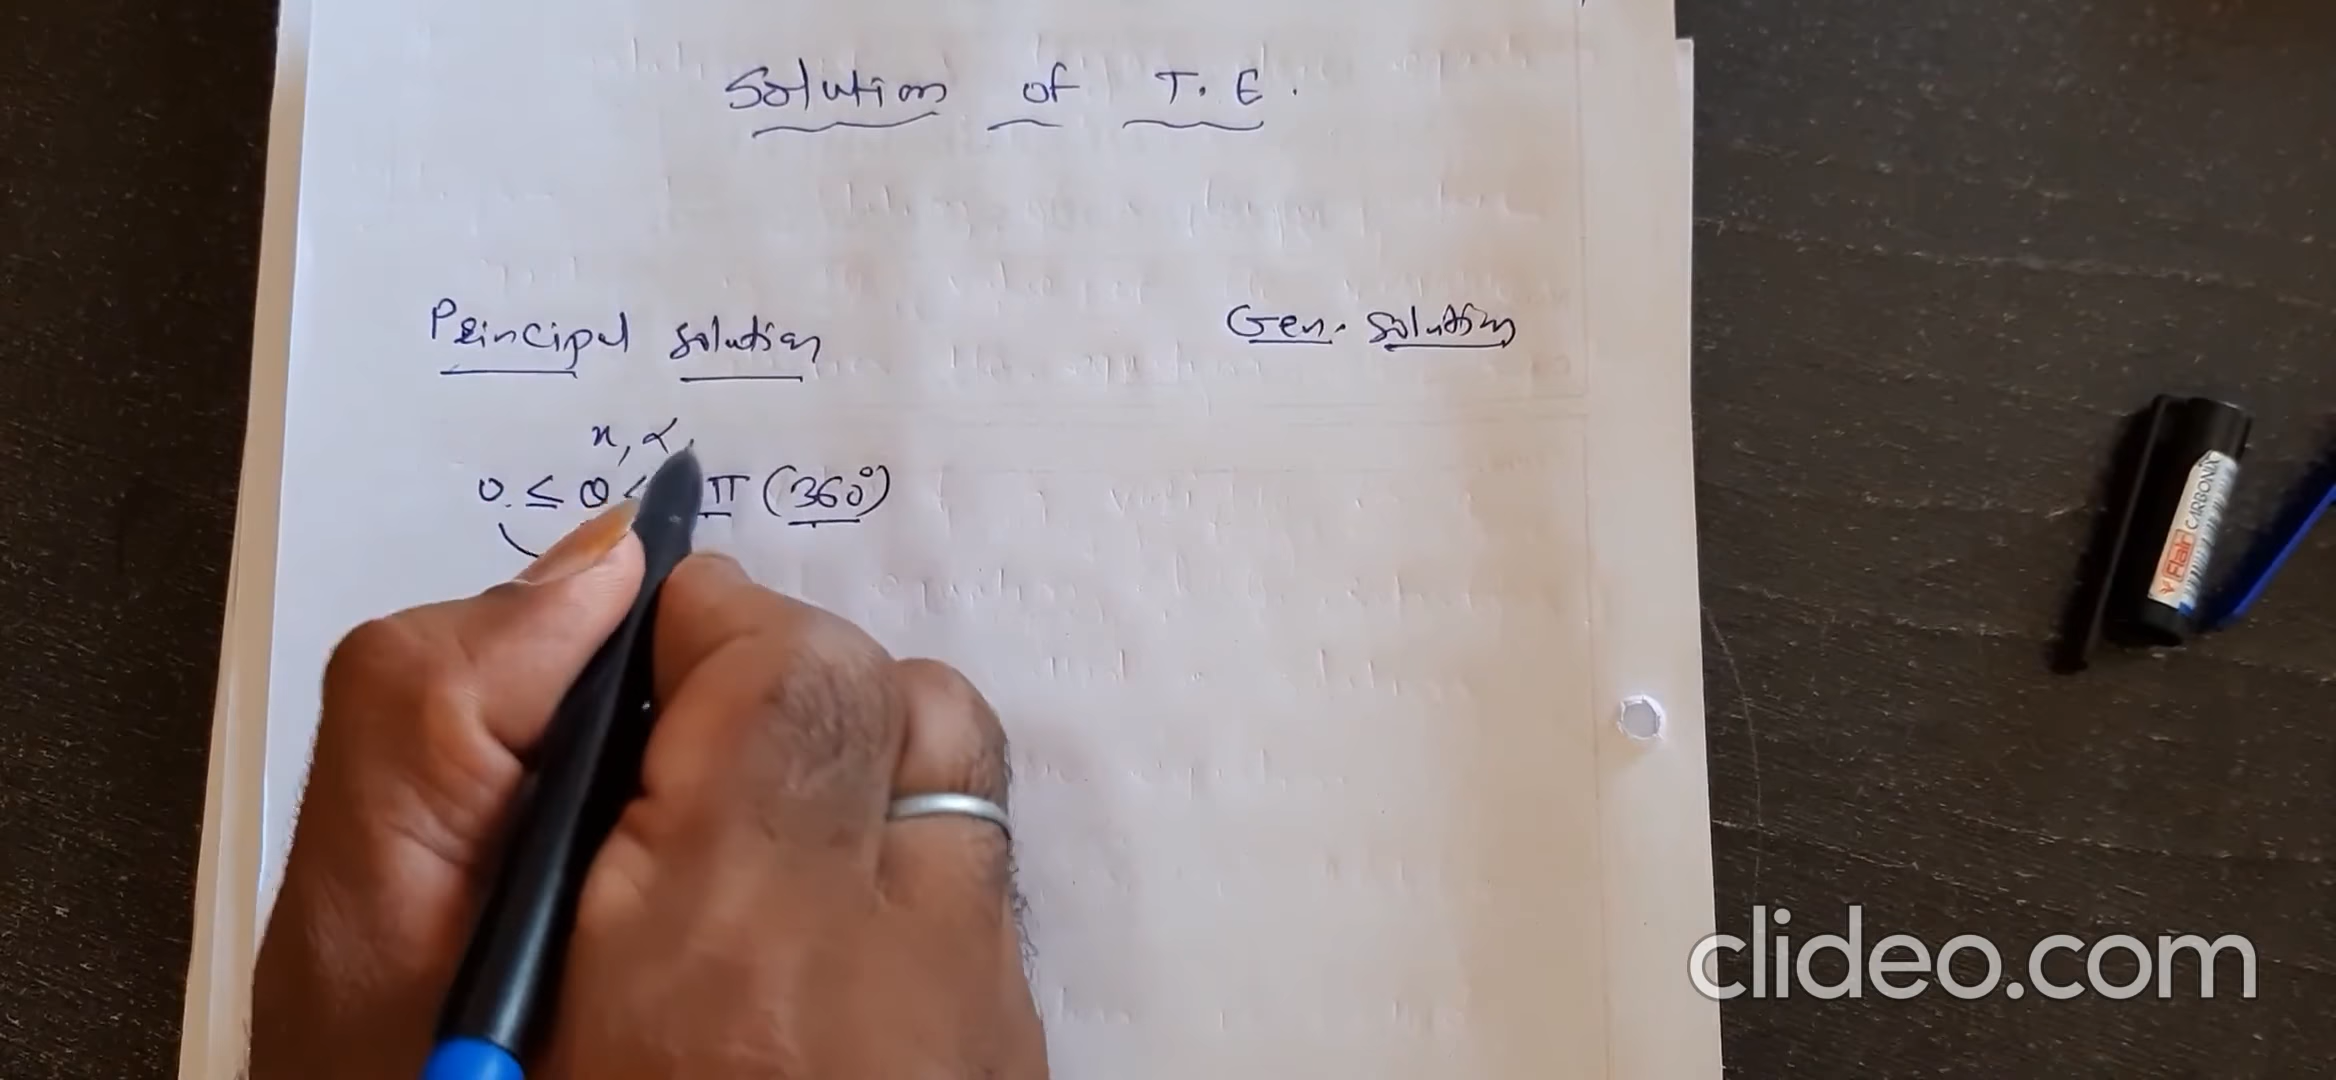 Solution of T. E.
Principal solution
Gen. Solution
x, α,
0 ≤ θ < π (360°)
Flair CARBONIX
clideo.com